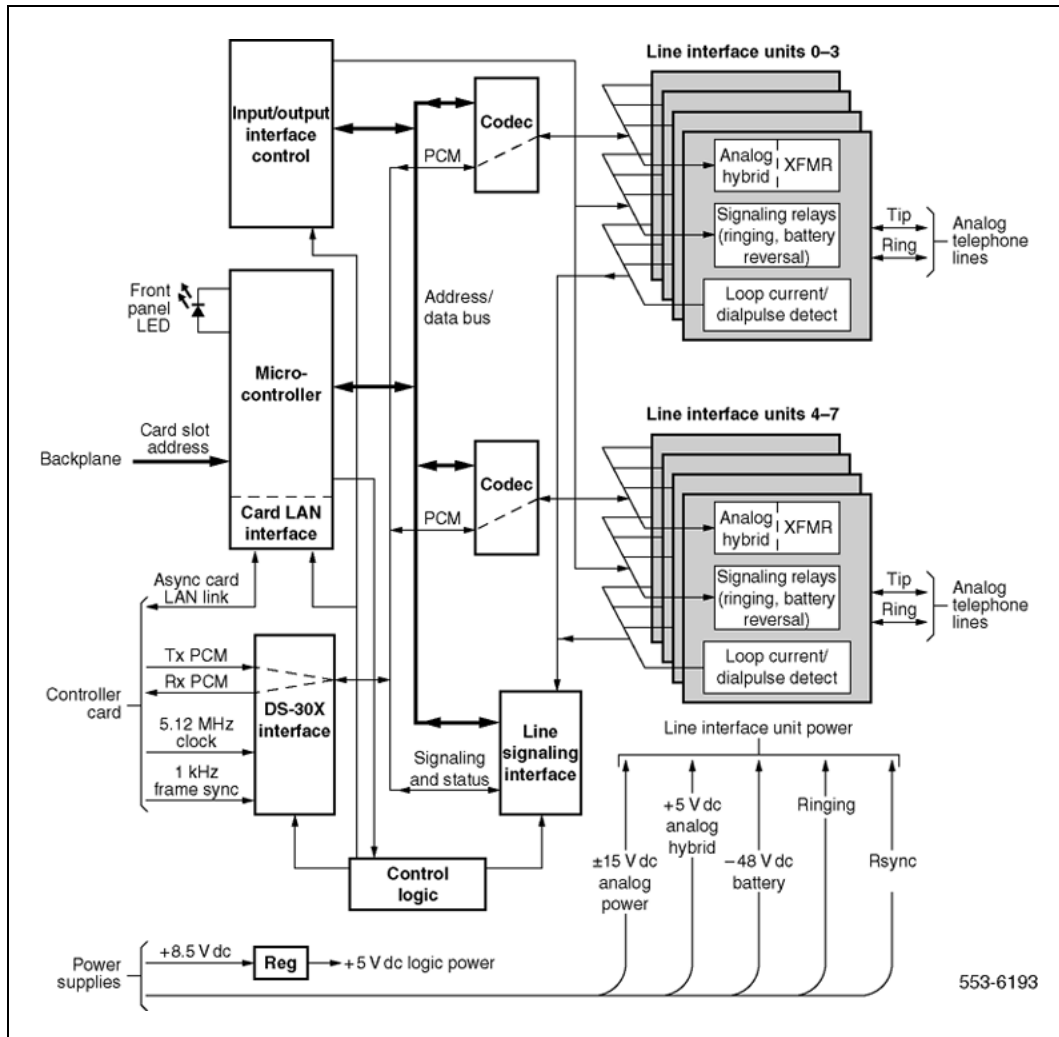 Line interface units 0–3
Input/output
interface
control
Codec
PCM
Analog
hybrid
XFMR
Signaling relays
(ringing, battery
reversal)
Loop current/
dialpulse detect
Tip
Ring
Analog
telephone
lines
Front
panel
LED
Address/
data bus
Micro-
controller
Card slot
address
Backplane
Card LAN
interface
Line interface units 4–7
Codec
PCM
Analog
hybrid
XFMR
Signaling relays
(ringing, battery
reversal)
Loop current/
dialpulse detect
Tip
Ring
Analog
telephone
lines
Async card
LAN link
Tx PCM
Rx PCM
Controller
card
5.12 MHz
clock
1 kHz
frame sync
DS-30X
interface
Signaling
and status
Line
signaling
interface
Control
logic
Line interface unit power
±15 V dc
analog
power
+5 V dc
analog
hybrid
−48 V dc
battery
Ringing
Rsync
Power
supplies
+8.5 V dc
Reg
+5 V dc logic power
553-6193